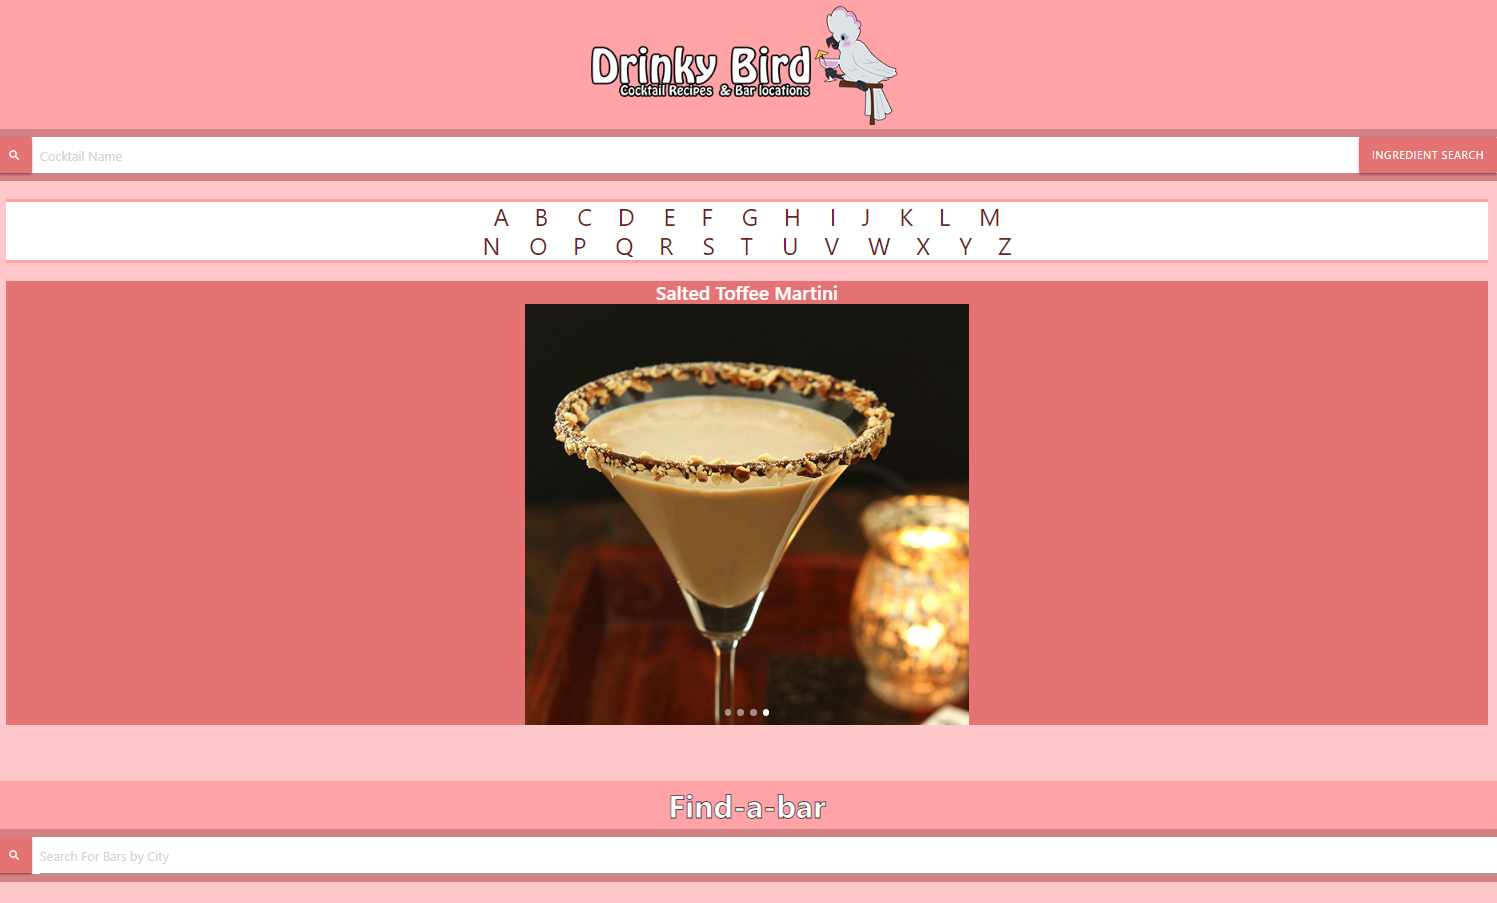 Drinky Bird
Cocktail Recipes & Bar locations
Cocktail Name
INGREDIENT SEARCH
A B C D E F G H I J K L M
N O P Q R S T U V W X Y Z
Salted Toffee Martini
Find-a-bar
Search For Bars by City